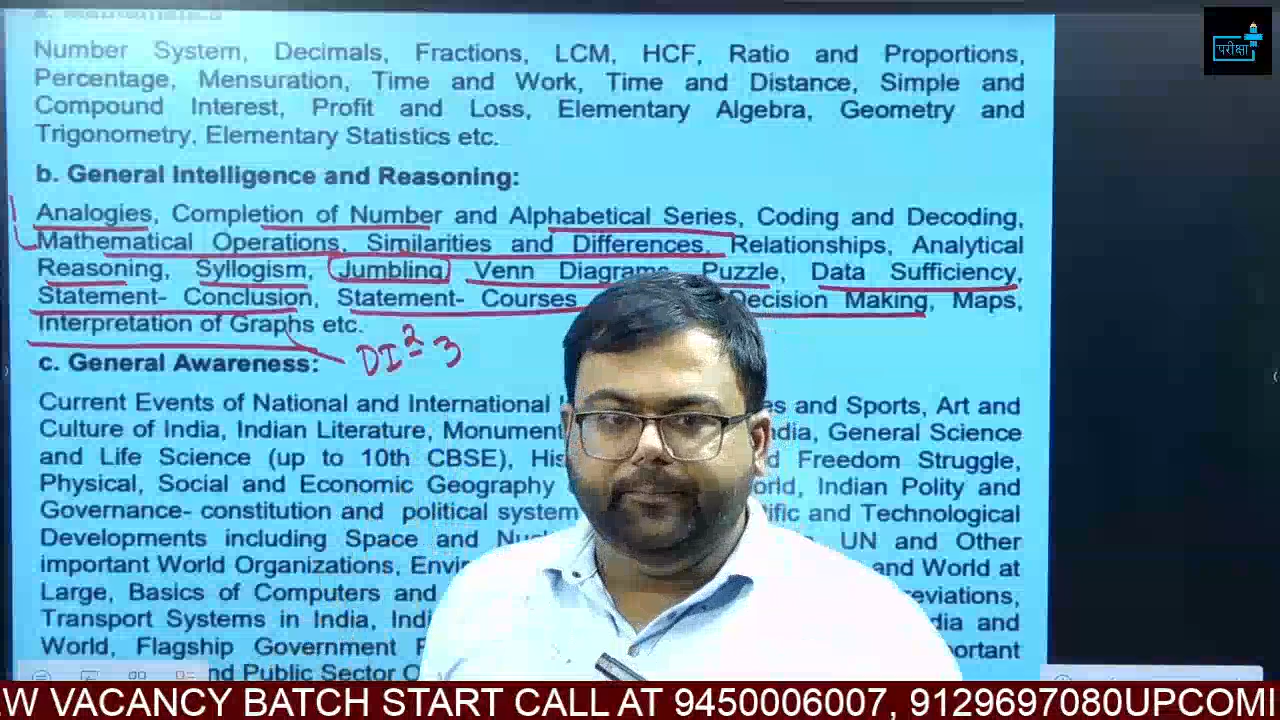 परीक्षा
Number System, Decimals, Fractions, LCM, HCF, Ratio and Proportions,
Percentage, Mensuration, Time and Work, Time and Distance, Simple and
Compound Interest, Profit and Loss, Elementary Algebra, Geometry and
Trigonometry, Elementary Statistics etc.
b. General Intelligence and Reasoning:
Analogies, Completion of Number and Alphabetical Series, Coding and Decoding,
Mathematical Operations, Similarities and Differences, Relationships, Analytical
Reasoning, Syllogism, Jumbling, Venn Diagrams, Puzzle, Data Sufficiency,
Statement- Conclusion, Statement- Courses Decision Making, Maps,
Interpretation of Graphs etc.
DI 2-3
c. General Awareness:
Current Events of National and International es and Sports, Art and
Culture of India, Indian Literature, Monument ndia, General Science
and Life Science (up to 10th CBSE), His d Freedom Struggle,
Physical, Social and Economic Geography orld, Indian Polity and
Governance- constitution and political system ific and Technological
Developments including Space and Nucl UN and Other
important World Organizations, Envir and World at
Large, Basics of Computers and reviations,
Transport Systems in India, Indi dia and
World, Flagship Government P portant
nd Public Sector O
W VACANCY BATCH START CALL AT 9450006007, 9129697080UPCOMI